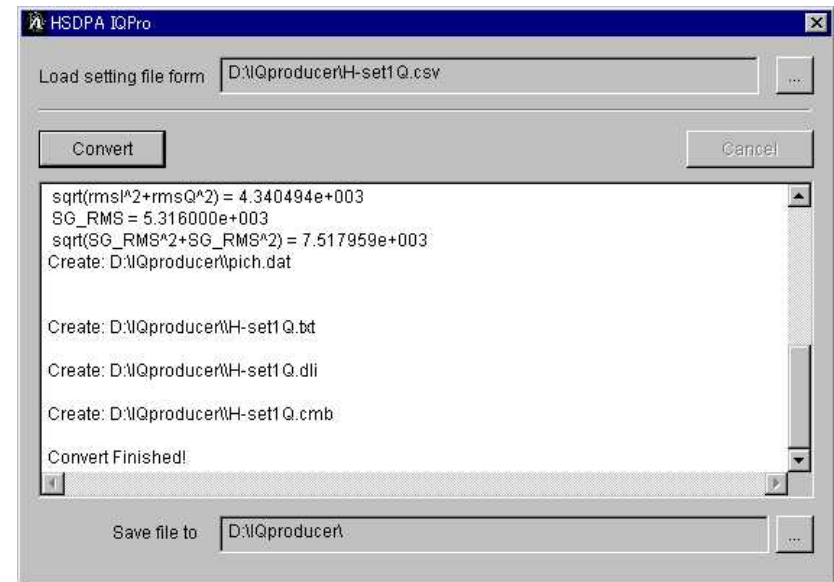 HSDPA IQPro
Load setting file form D:\IQproducer\H-set1Q.csv ...
Convert Cancel
sqrt(rmsI^2+rmsQ^2) = 4.340494e+003
SG_RMS = 5.316000e+003
sqrt(SG_RMS^2+SG_RMS^2) = 7.517959e+003
Create: D:\IQproducer\\pich.dat
Create: D:\IQproducer\\H-set1Q.txt
Create: D:\IQproducer\\H-set1Q.dli
Create: D:\IQproducer\\H-set1Q.cmb
Convert Finished!
Save file to D:\IQproducer\ ...